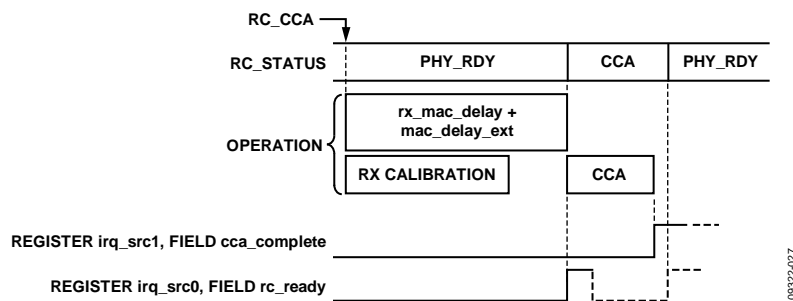 RC_CCA
RC_STATUS PHY_RDY CCA PHY_RDY
OPERATION
rx_mac_delay +
mac_delay_ext
RX CALIBRATION CCA
REGISTER irq_src1, FIELD cca_complete
REGISTER irq_src0, FIELD rc_ready
09322-027